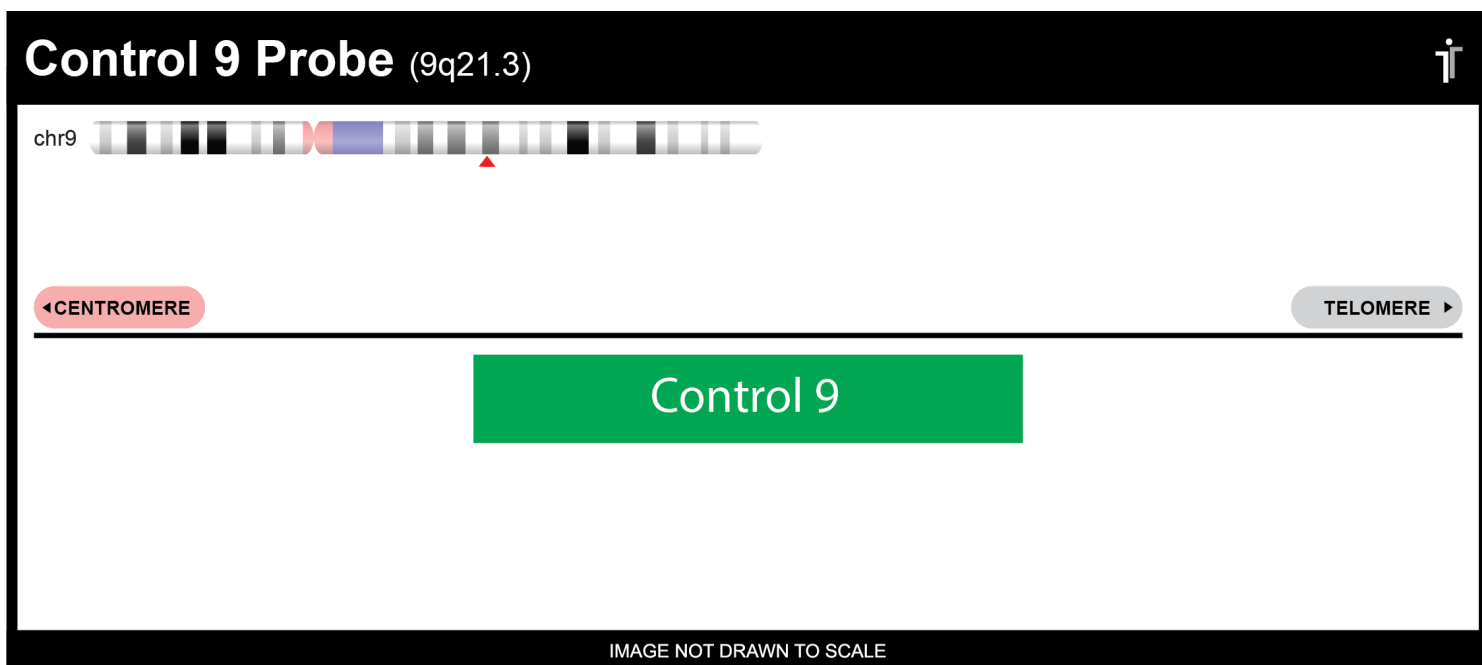 Control 9 Probe (9q21.3)
chr9
CENTROMERE
TELOMERE
Control 9
IMAGE NOT DRAWN TO SCALE